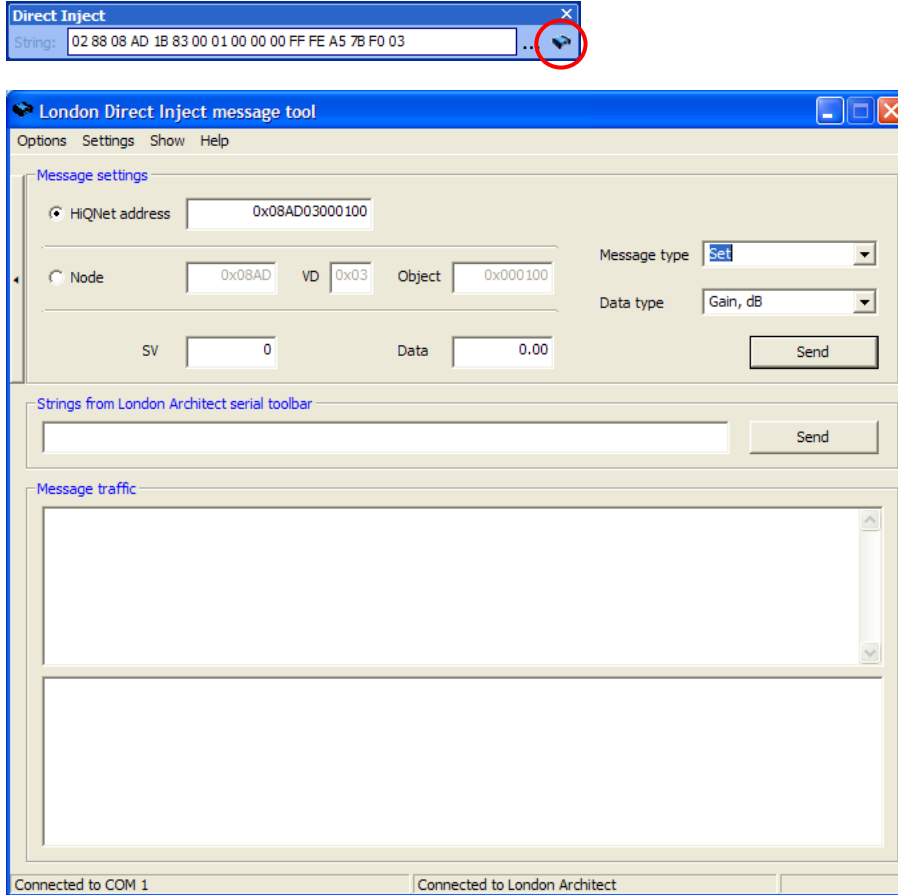 Direct Inject
String: 02 88 08 AD 1B 83 00 01 00 00 00 FF FE A5 7B F0 03 ...
London Direct Inject message tool
Options Settings Show Help
Message settings
HiQNet address 0x08AD03000100
Message type Set
Node 0x08AD VD 0x03 Object 0x000100
Data type Gain, dB
SV 0 Data 0.00 Send
Strings from London Architect serial toolbar
Send
Message traffic
Connected to COM 1 Connected to London Architect